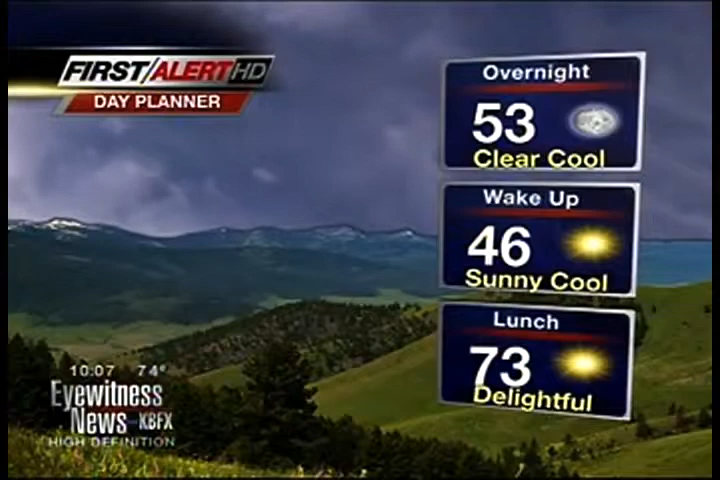 FIRST/ALERT HD
DAY PLANNER
Overnight
53
Clear Cool
Wake Up
46
Sunny Cool
Lunch
73
Delightful
10:07 74°
Eyewitness
News KBFX
HIGH DEFINITION